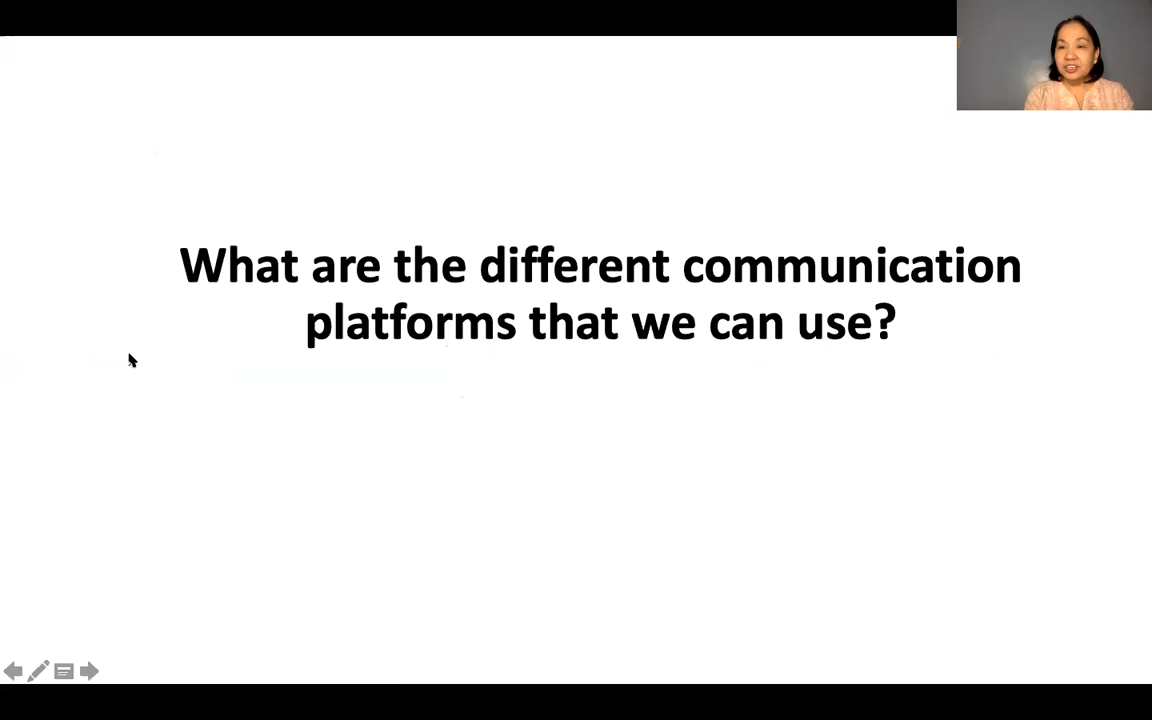 What are the different communication
platforms that we can use?